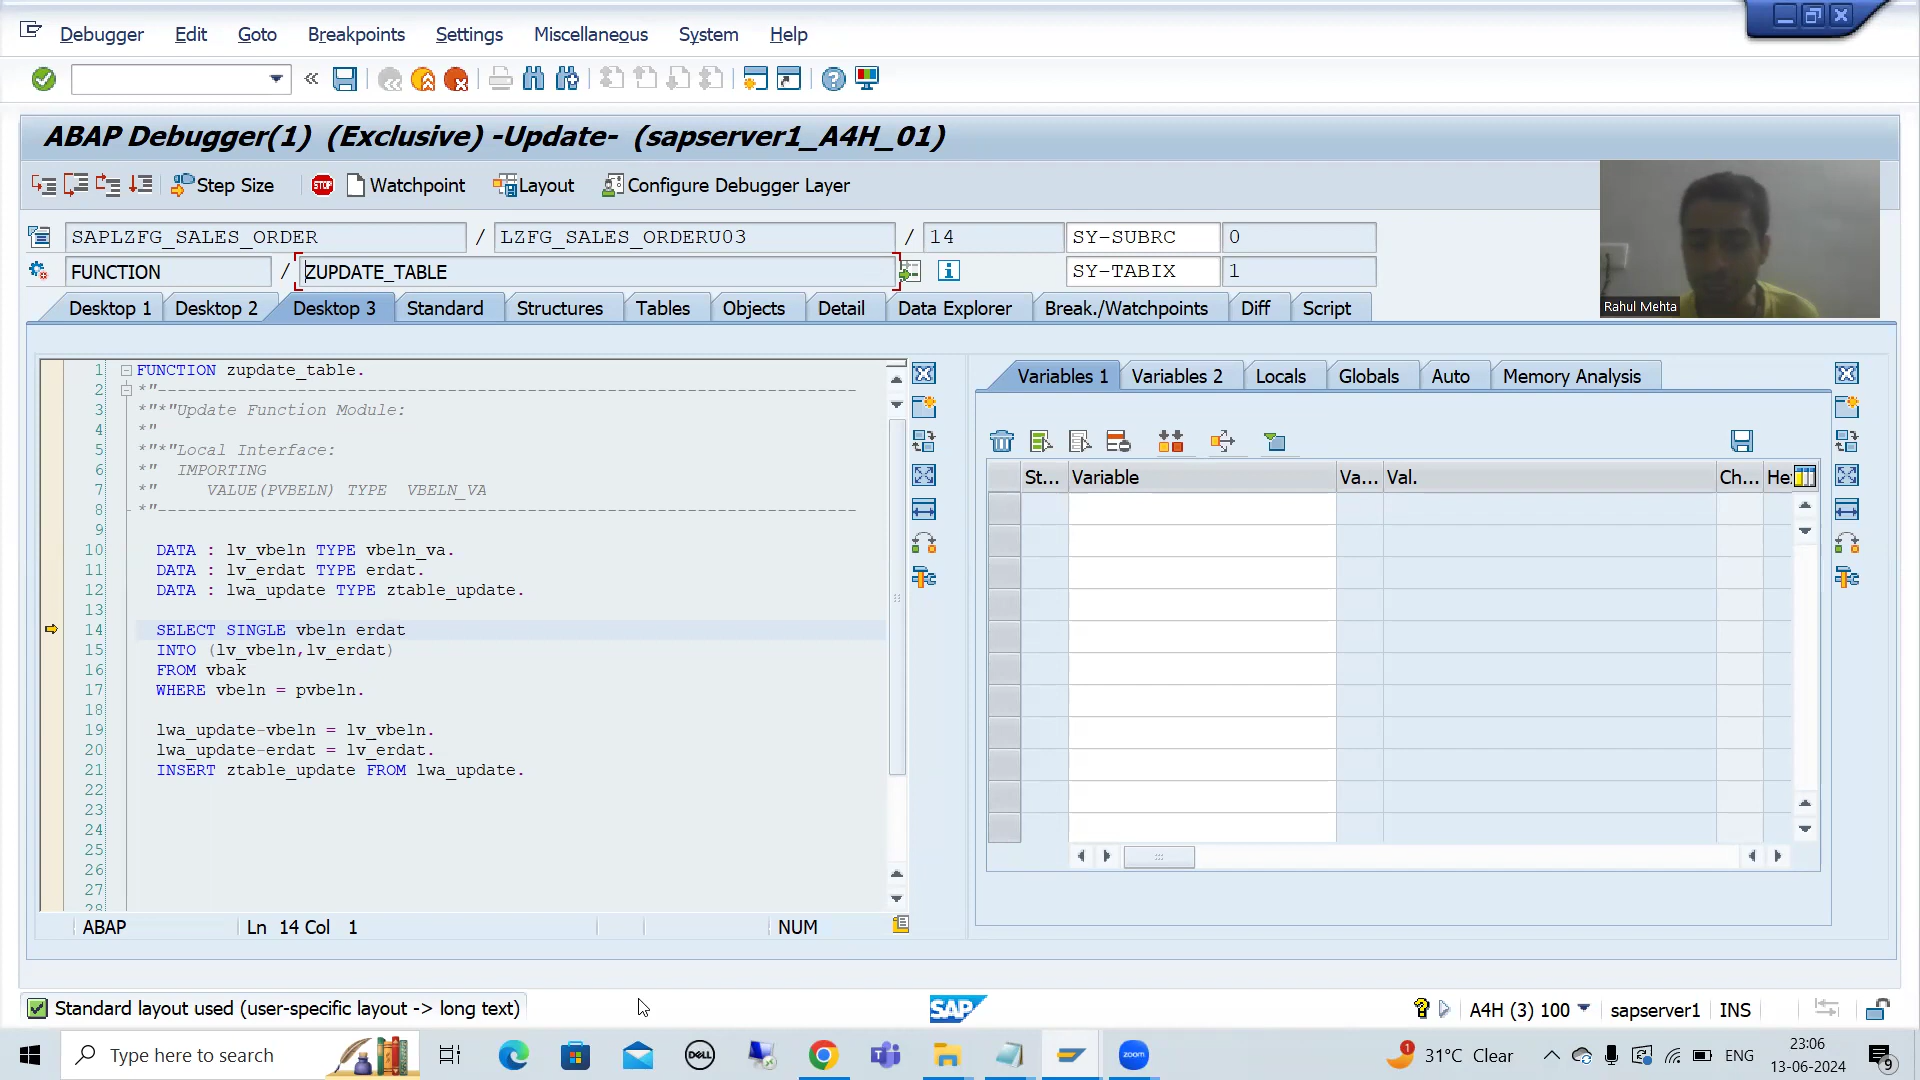 Debugger Edit Goto Breakpoints Settings Miscellaneous System Help
«
ABAP Debugger(1) (Exclusive) -Update- (sapserver1_A4H_01)
Step Size STOP Watchpoint Layout Configure Debugger Layer
SAPLZFG_SALES_ORDER / LZFG_SALES_ORDERU03 / 14 SY-SUBRC 0
FUNCTION / ZUPDATE_TABLE SY-TABIX 1
Rahul Mehta
Desktop 1 Desktop 2 Desktop 3 Standard Structures Tables Objects Detail Data Explorer Break./Watchpoints Diff Script
1 FUNCTION zupdate_table.
2 *"----------------------------------------------------------------------
3 *"*"Update Function Module:
4 *"
5 *"*"Local Interface:
6 *"  IMPORTING
7 *"     VALUE(PVBELN) TYPE  VBELN_VA
8 *"----------------------------------------------------------------------
9
10 DATA : lv_vbeln TYPE vbeln_va.
11 DATA : lv_erdat TYPE erdat.
12 DATA : lwa_update TYPE ztable_update.
13
14 SELECT SINGLE vbeln erdat
15 INTO (lv_vbeln,lv_erdat)
16 FROM vbak
17 WHERE vbeln = pvbeln.
18
19 lwa_update-vbeln = lv_vbeln.
20 lwa_update-erdat = lv_erdat.
21 INSERT ztable_update FROM lwa_update.
22
23
24
25
26
27
28
ABAP Ln 14 Col 1 NUM
Variables 1 Variables 2 Locals Globals Auto Memory Analysis
St... Variable Va... Val. Ch... He
Standard layout used (user-specific layout -> long text)
SAP
A4H (3) 100 sapserver1 INS
Type here to search
DELL
zoom
1 31°C Clear
ENG
23:06
13-06-2024
9